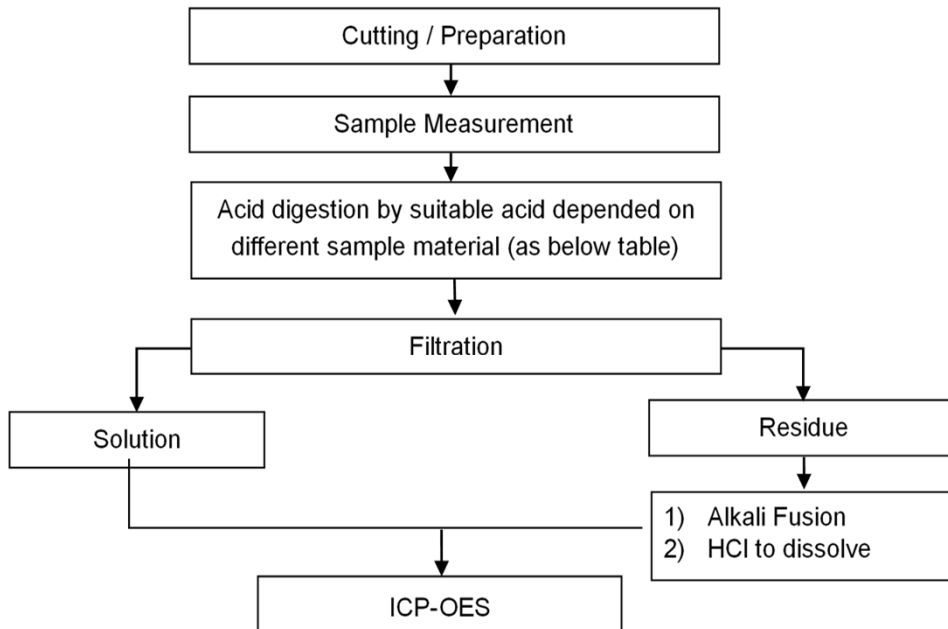 Cutting / Preparation
Sample Measurement
Acid digestion by suitable acid depended on
different sample material (as below table)
Filtration
Solution
Residue
1) Alkali Fusion
2) HCl to dissolve
ICP-OES